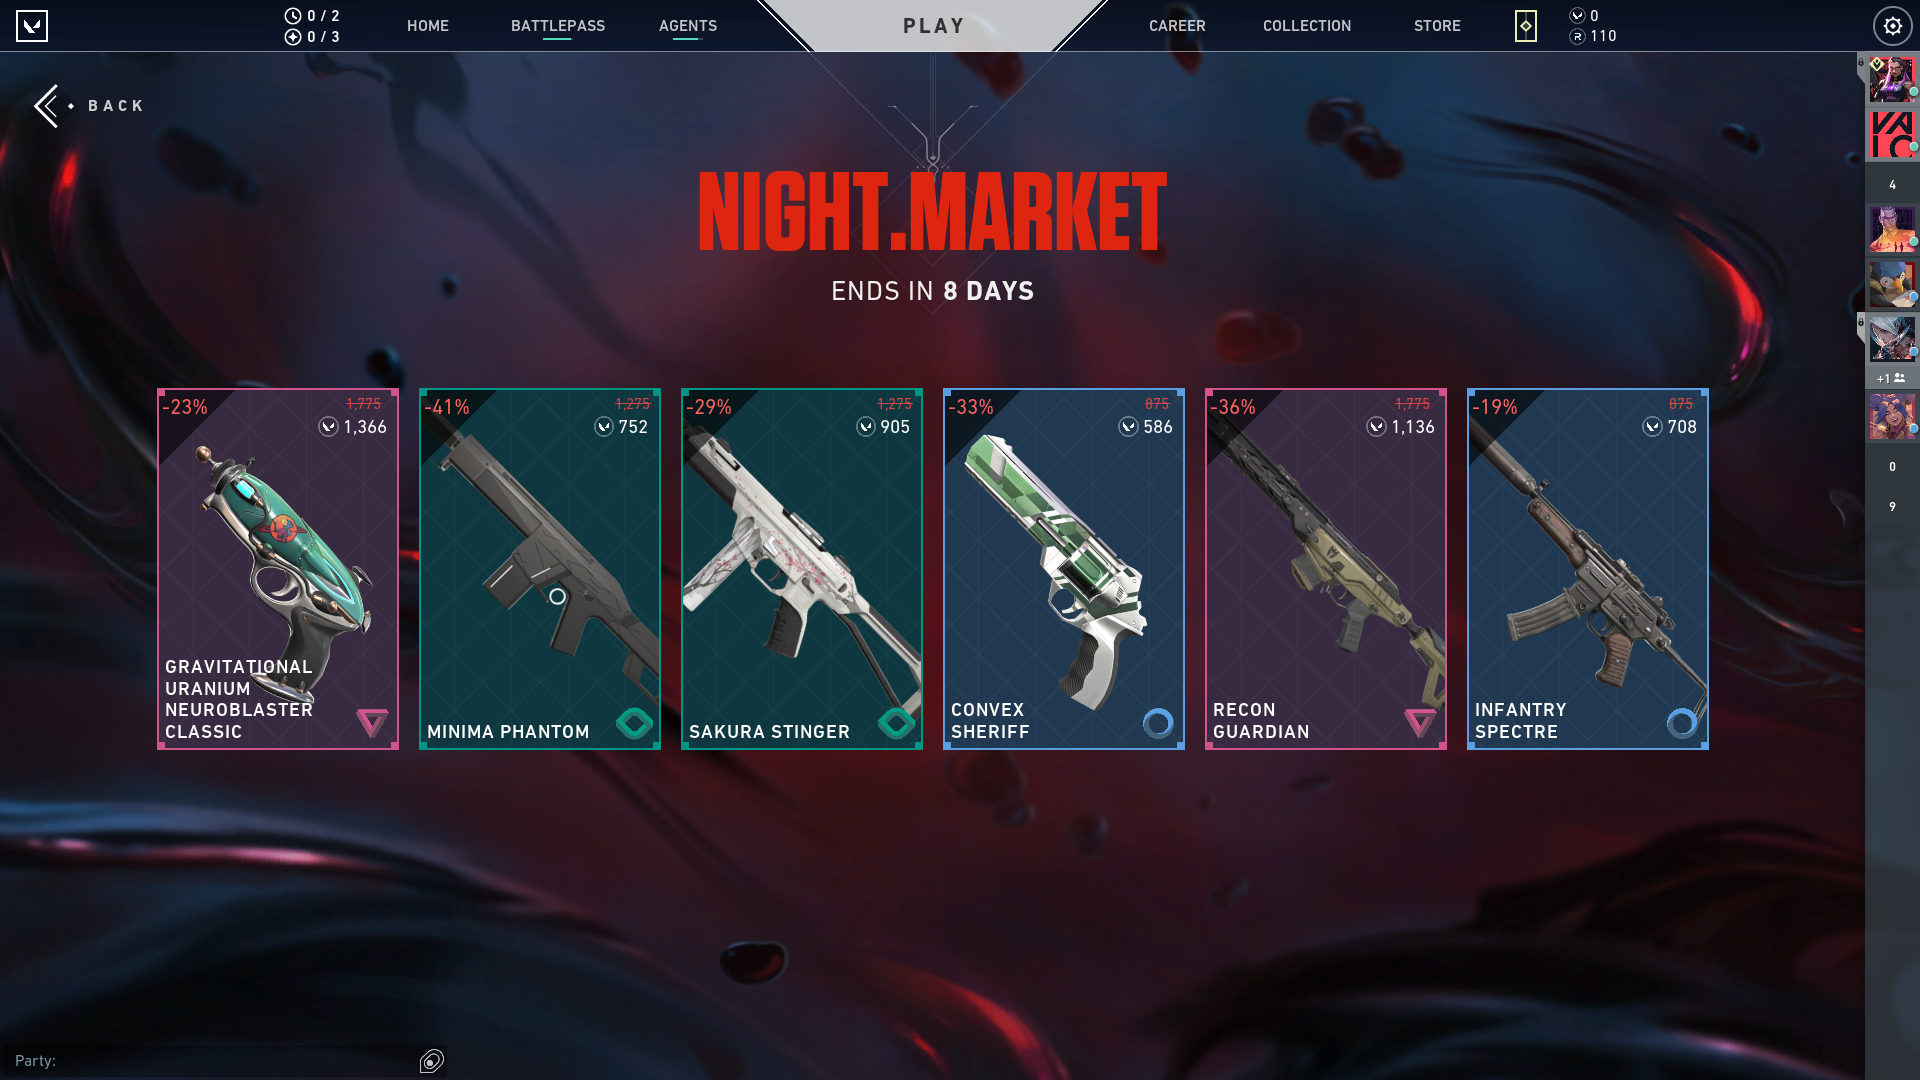 0 / 2
0 / 3
HOME
BATTLEPASS
AGENTS
PLAY
CAREER
COLLECTION
STORE
0
R 110
BACK
NIGHT.MARKET
ENDS IN 8 DAYS
-23%
1,775
1,366
GRAVITATIONAL
URANIUM
NEUROBLASTER
CLASSIC
-41%
1,275
752
MINIMA PHANTOM
-29%
1,275
905
SAKURA STINGER
-33%
875
586
CONVEX
SHERIFF
-36%
1,775
1,136
RECON
GUARDIAN
-19%
875
708
INFANTRY
SPECTRE
4
+1
0
9
Party: